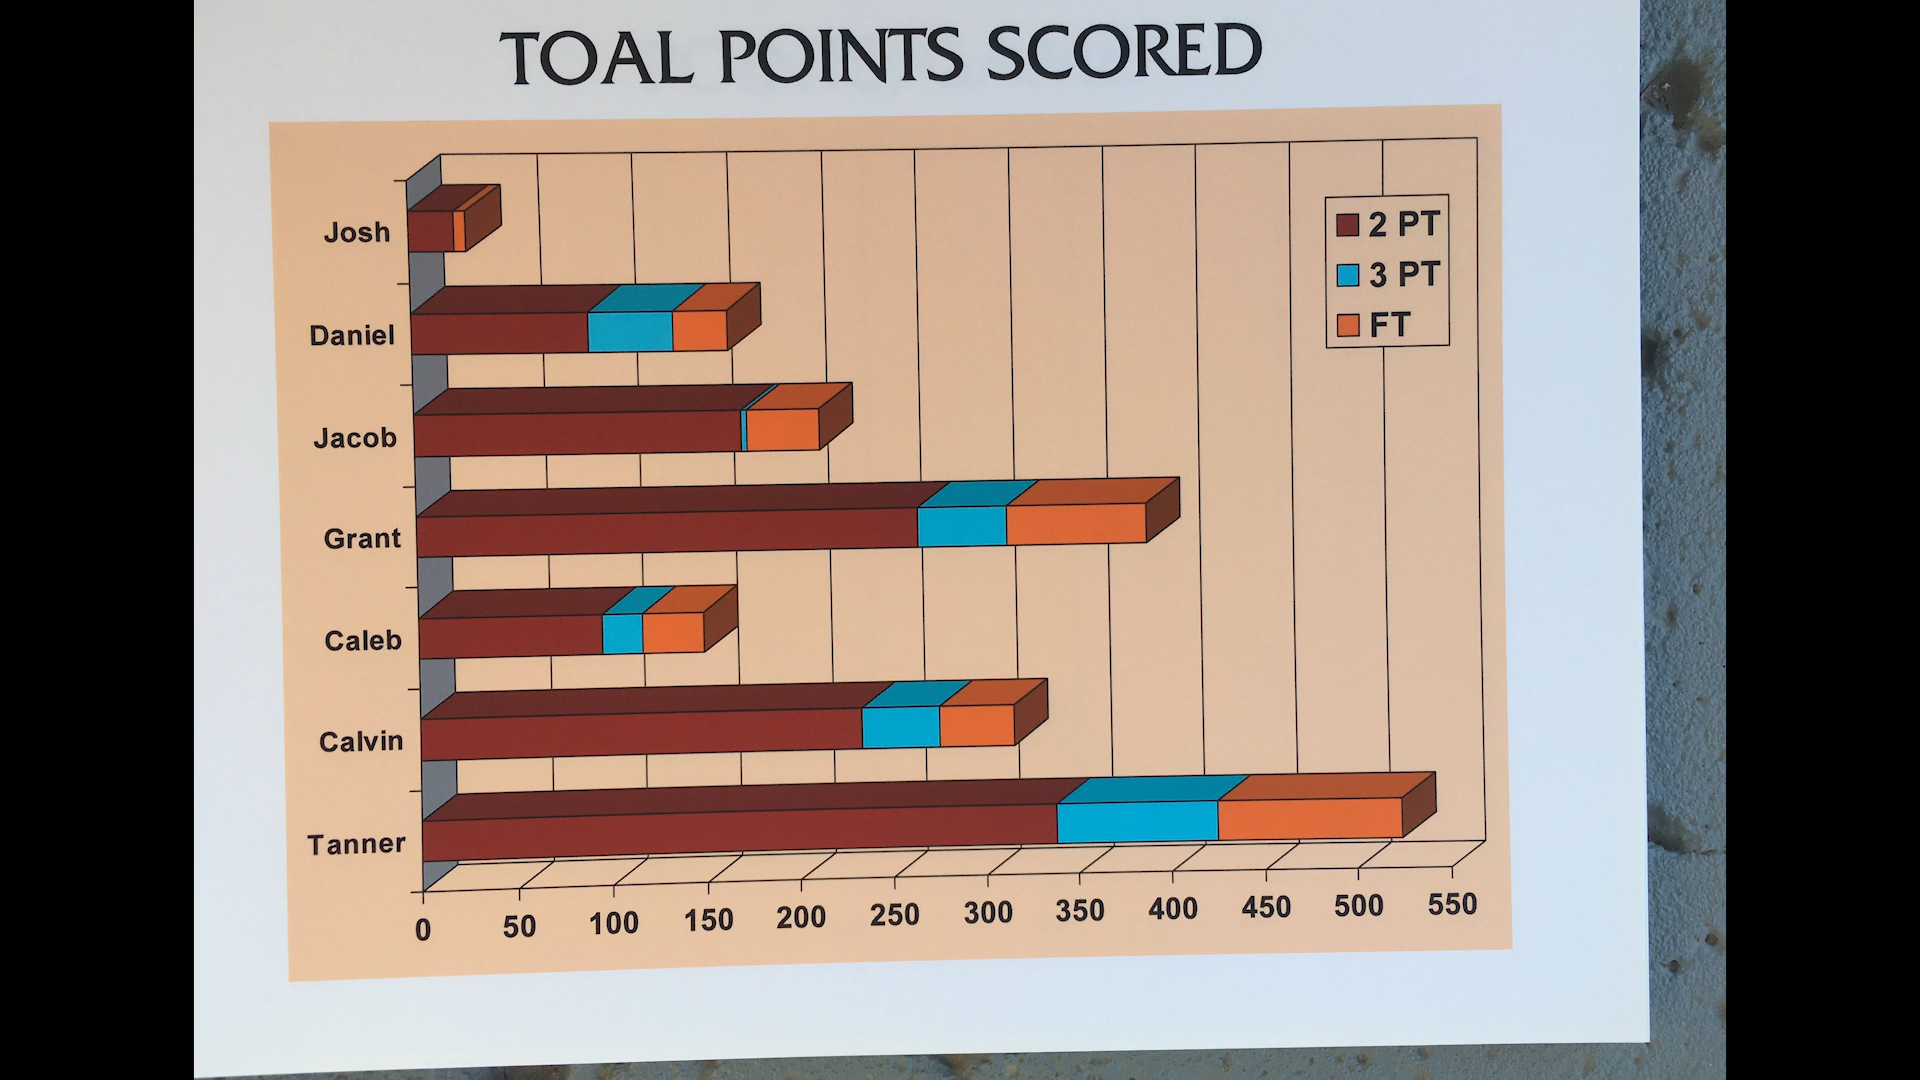 TOAL POINTS SCORED
2 PT
3 PT
FT
Josh
Daniel
Jacob
Grant
Caleb
Calvin
Tanner
0 50 100 150 200 250 300 350 400 450 500 550